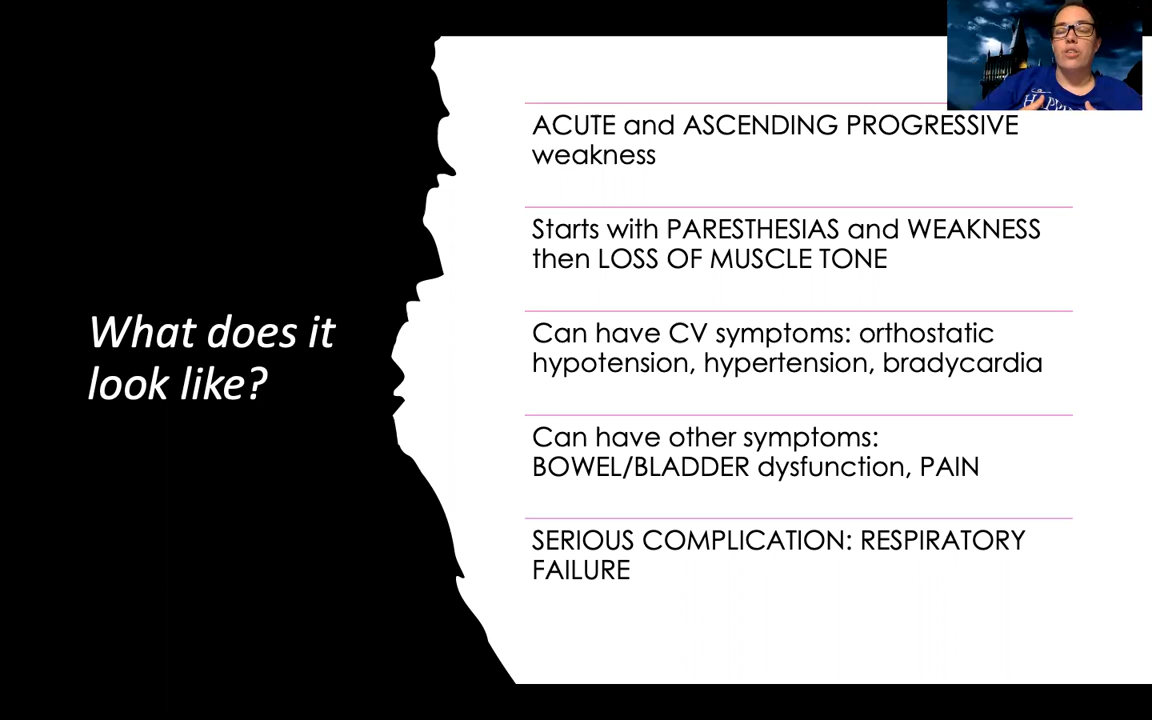 What does it
look like?
ACUTE and ASCENDING PROGRESSIVE
weakness
Starts with PARESTHESIAS and WEAKNESS
then LOSS OF MUSCLE TONE
Can have CV symptoms: orthostatic
hypotension, hypertension, bradycardia
Can have other symptoms:
BOWEL/BLADDER dysfunction, PAIN
SERIOUS COMPLICATION: RESPIRATORY
FAILURE